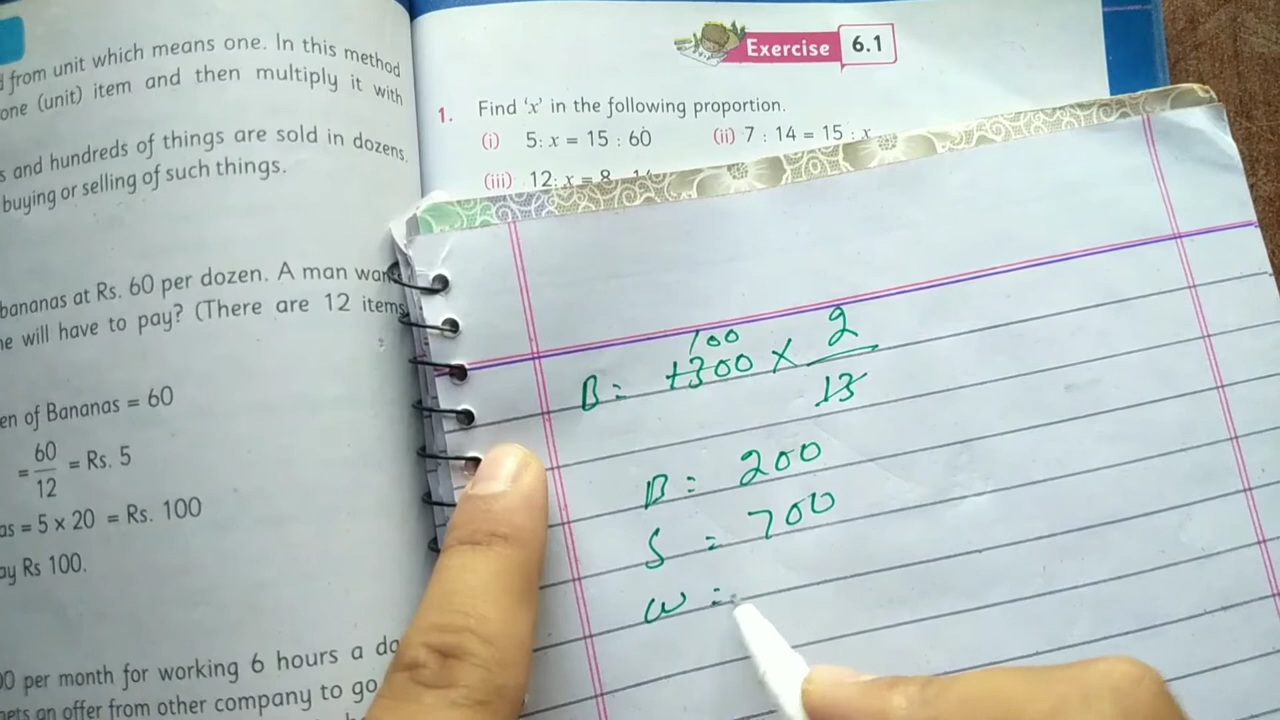 d from unit which means one. In this method
one (unit) item and then multiply it with
s and hundreds of things are sold in dozens.
buying or selling of such things.
bananas at Rs. 60 per dozen. A man wan
he will have to pay? (There are 12 items
en of Bananas = 60
= 60/12 = Rs. 5
as = 5 × 20 = Rs. 100
ay Rs 100.
00 per month for working 6 hours a da
gets an offer from other company to go
Exercise 6.1
1. Find ‘x’ in the following proportion.
(i) 5: x = 15 : 60 (ii) 7 : 14 = 15 : x
(iii) 12: x = 8
100
B = 1300 × 2
13
B = 200
S = 700
W =